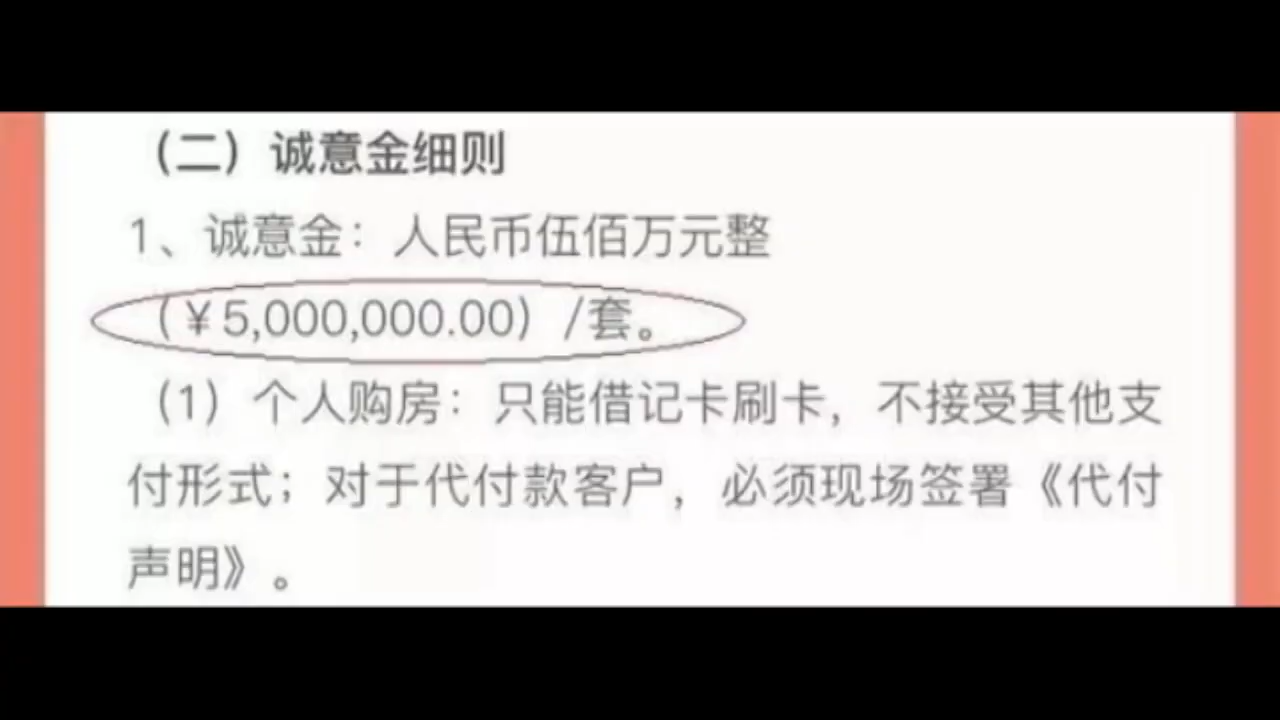 （二）诚意金细则
1、诚意金：人民币伍佰万元整
（￥5,000,000.00）/套。
（1）个人购房：只能借记卡刷卡，不接受其他支
付形式；对于代付款客户，必须现场签署《代付
声明》。